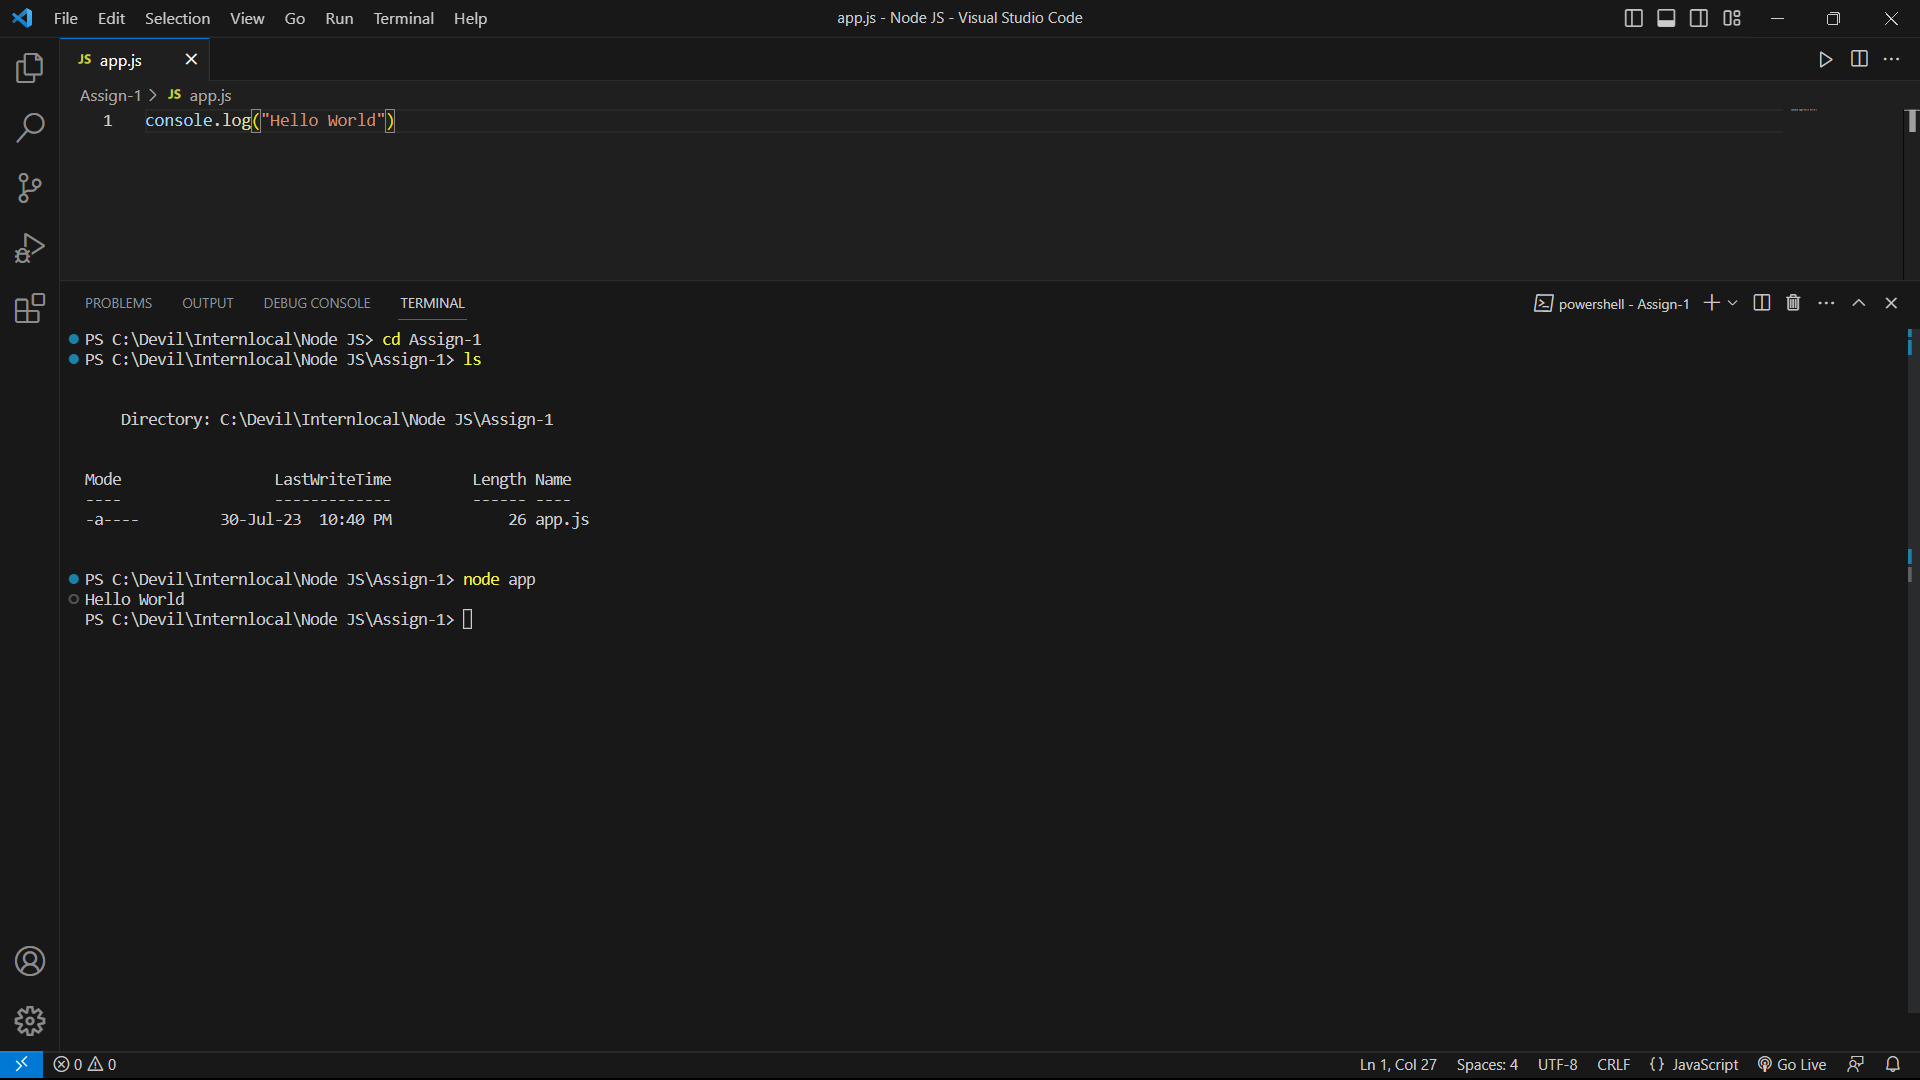 File Edit Selection View Go Run Terminal Help app.js - Node JS - Visual Studio Code
JS app.js
Assign-1 > JS app.js
1 console.log("Hello World")
PROBLEMS OUTPUT DEBUG CONSOLE TERMINAL powershell - Assign-1
PS C:\Devil\Internlocal\Node JS> cd Assign-1
PS C:\Devil\Internlocal\Node JS\Assign-1> ls
Directory: C:\Devil\Internlocal\Node JS\Assign-1
Mode LastWriteTime Length Name
---- ------------- ------ ----
-a---- 30-Jul-23 10:40 PM 26 app.js
PS C:\Devil\Internlocal\Node JS\Assign-1> node app
Hello World
PS C:\Devil\Internlocal\Node JS\Assign-1>
0 0 Ln 1, Col 27 Spaces: 4 UTF-8 CRLF {} JavaScript Go Live